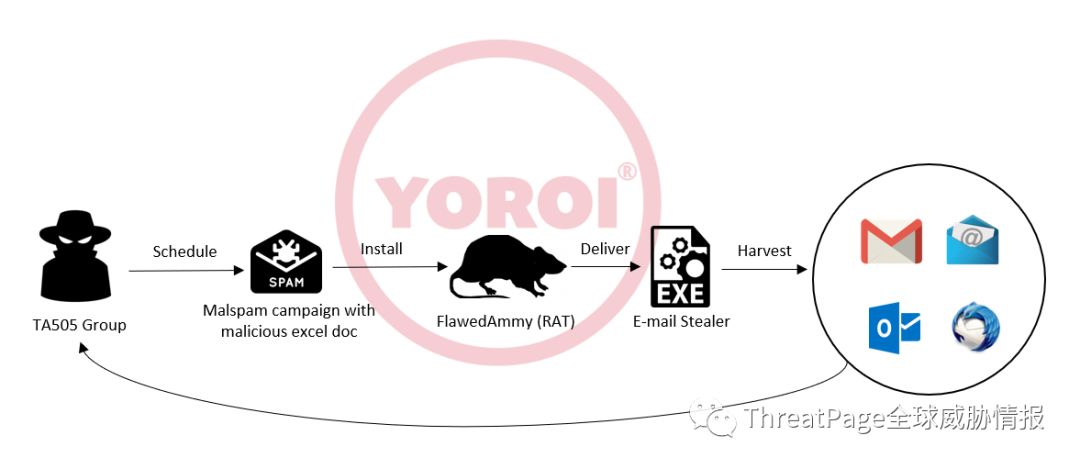 YOROI®
Schedule
Install
Deliver
Harvest
SPAM
EXE
@
O
TA505 Group
Malspam campaign with
malicious excel doc
FlawedAmmy (RAT)
E-mail Stealer
ThreatPage全球威胁情报